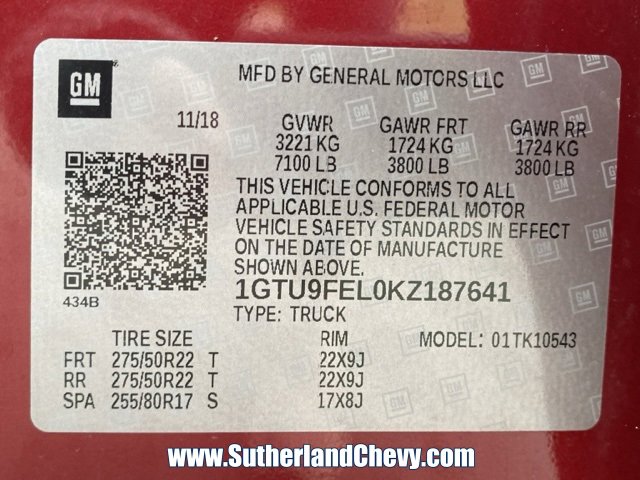 GM
MFD BY GENERAL MOTORS LLC
11/18
GVWR GAWR FRT GAWR RR
3221 KG 1724 KG 1724 KG
7100 LB 3800 LB 3800 LB
THIS VEHICLE CONFORMS TO ALL
APPLICABLE U.S. FEDERAL MOTOR
VEHICLE SAFETY STANDARDS IN EFFECT
ON THE DATE OF MANUFACTURE
SHOWN ABOVE.
434B
1GTU9FEL0KZ187641
TYPE: TRUCK
TIRE SIZE RIM MODEL: 01TK10543
FRT 275/50R22 T 22X9J
RR 275/50R22 T 22X9J
SPA 255/80R17 S 17X8J
www.SutherlandChevy.com